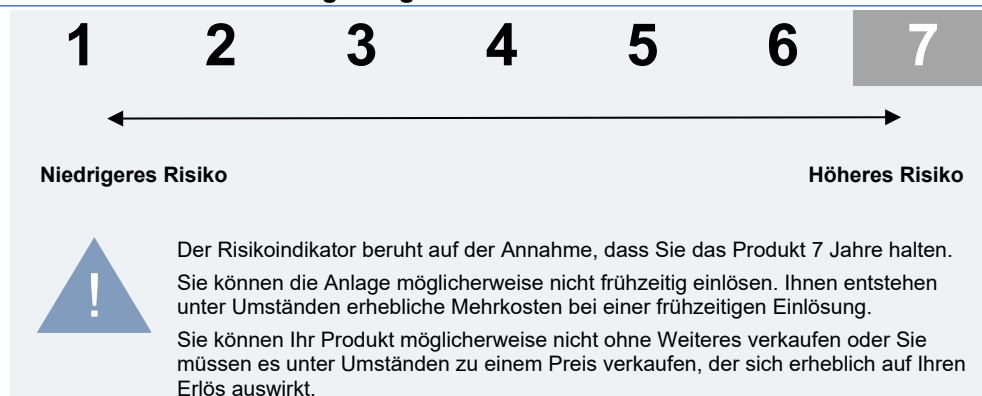 1 2 3 4 5 6 7
Niedrigeres Risiko Höheres Risiko
!
Der Risikoindikator beruht auf der Annahme, dass Sie das Produkt 7 Jahre halten.
Sie können die Anlage möglicherweise nicht frühzeitig einlösen. Ihnen entstehen
unter Umständen erhebliche Mehrkosten bei einer frühzeitigen Einlösung.
Sie können Ihr Produkt möglicherweise nicht ohne Weiteres verkaufen oder Sie
müssen es unter Umständen zu einem Preis verkaufen, der sich erheblich auf Ihren
Erlös auswirkt.